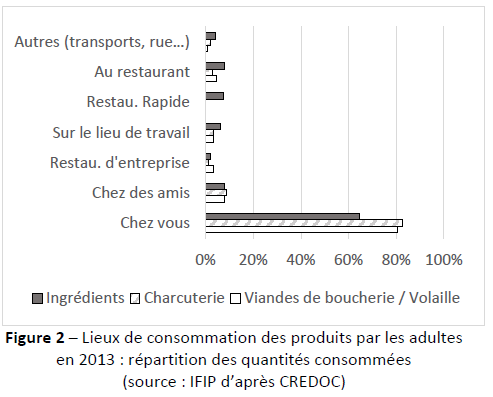 Autres (transports, rue...)
Au restaurant
Restau. Rapide
Sur le lieu de travail
Restau. d'entreprise
Chez des amis
Chez vous
0% 20% 40% 60% 80% 100%
Ingrédients Charcuterie Viandes de boucherie / Volaille
Figure 2 – Lieux de consommation des produits par les adultes
en 2013 : répartition des quantités consommées
(source : IFIP d'après CREDOC)